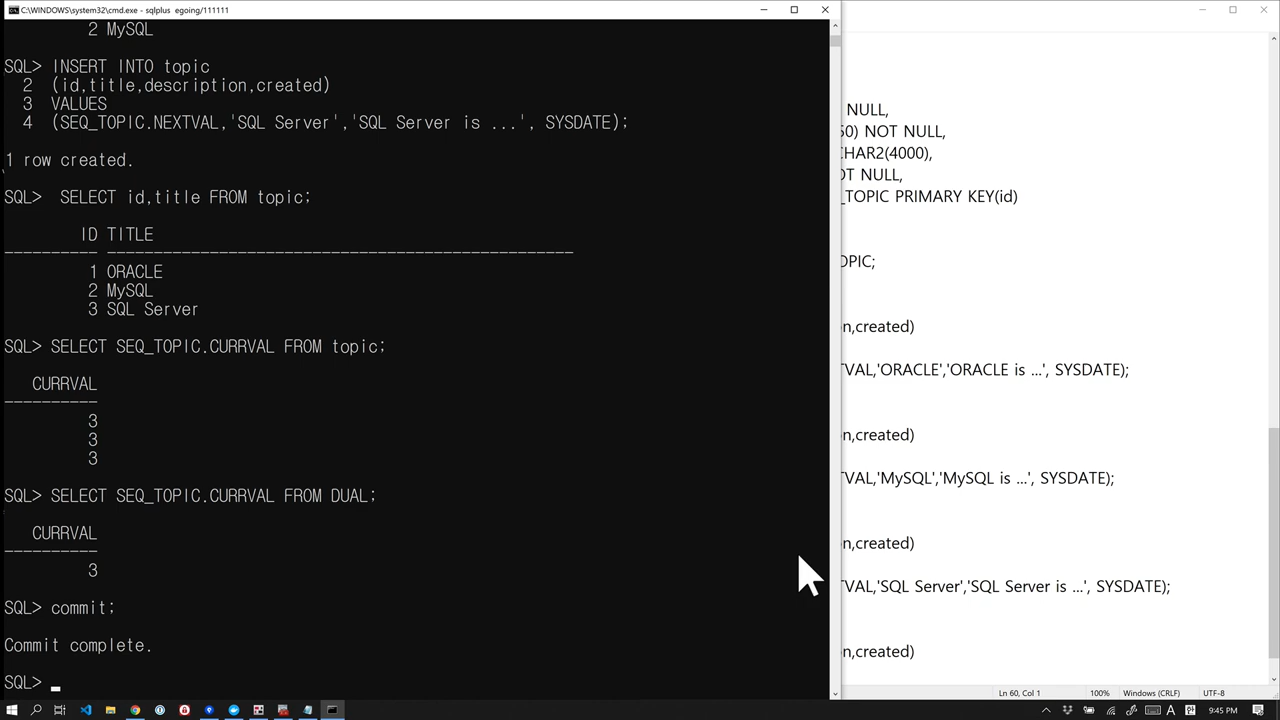 C:\WINDOWS\system32\cmd.exe - sqlplus egoing/111111
2 MySQL
SQL> INSERT INTO topic
2 (id,title,description,created)
3 VALUES
4 (SEQ_TOPIC.NEXTVAL,'SQL Server','SQL Server is ...', SYSDATE);
1 row created.
SQL>  SELECT id,title FROM topic;
ID TITLE
---------- --------------------------------------------------
1 ORACLE
2 MySQL
3 SQL Server
SQL> SELECT SEQ_TOPIC.CURRVAL FROM topic;
CURRVAL
----------
3
3
3
SQL> SELECT SEQ_TOPIC.CURRVAL FROM DUAL;
CURRVAL
----------
3
SQL> commit;
Commit complete.
SQL>
NULL,
50) NOT NULL,
CHAR2(4000),
OT NULL,
_TOPIC PRIMARY KEY(id)
OPIC;
n,created)
TVAL,'ORACLE','ORACLE is ...', SYSDATE);
n,created)
TVAL,'MySQL','MySQL is ...', SYSDATE);
n,created)
TVAL,'SQL Server','SQL Server is ...', SYSDATE);
n,created)
Ln 60, Col 1
100%
Windows (CRLF)
UTF-8
A
9:45 PM